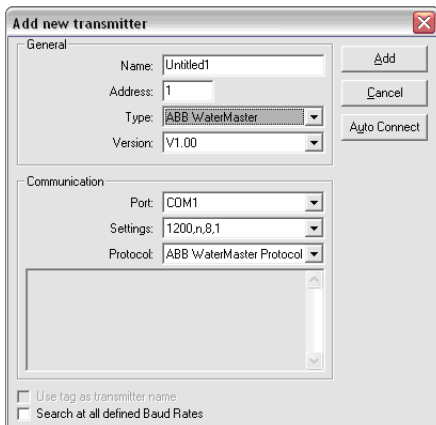 Add new transmitter
General
Name: Untitled1
Address: 1
Type: ABB WaterMaster
Version: V1.00
Add
Cancel
Auto Connect
Communication
Port: COM1
Settings: 1200,n,8,1
Protocol: ABB WaterMaster Protocol
Use tag as transmitter name
Search at all defined Baud Rates